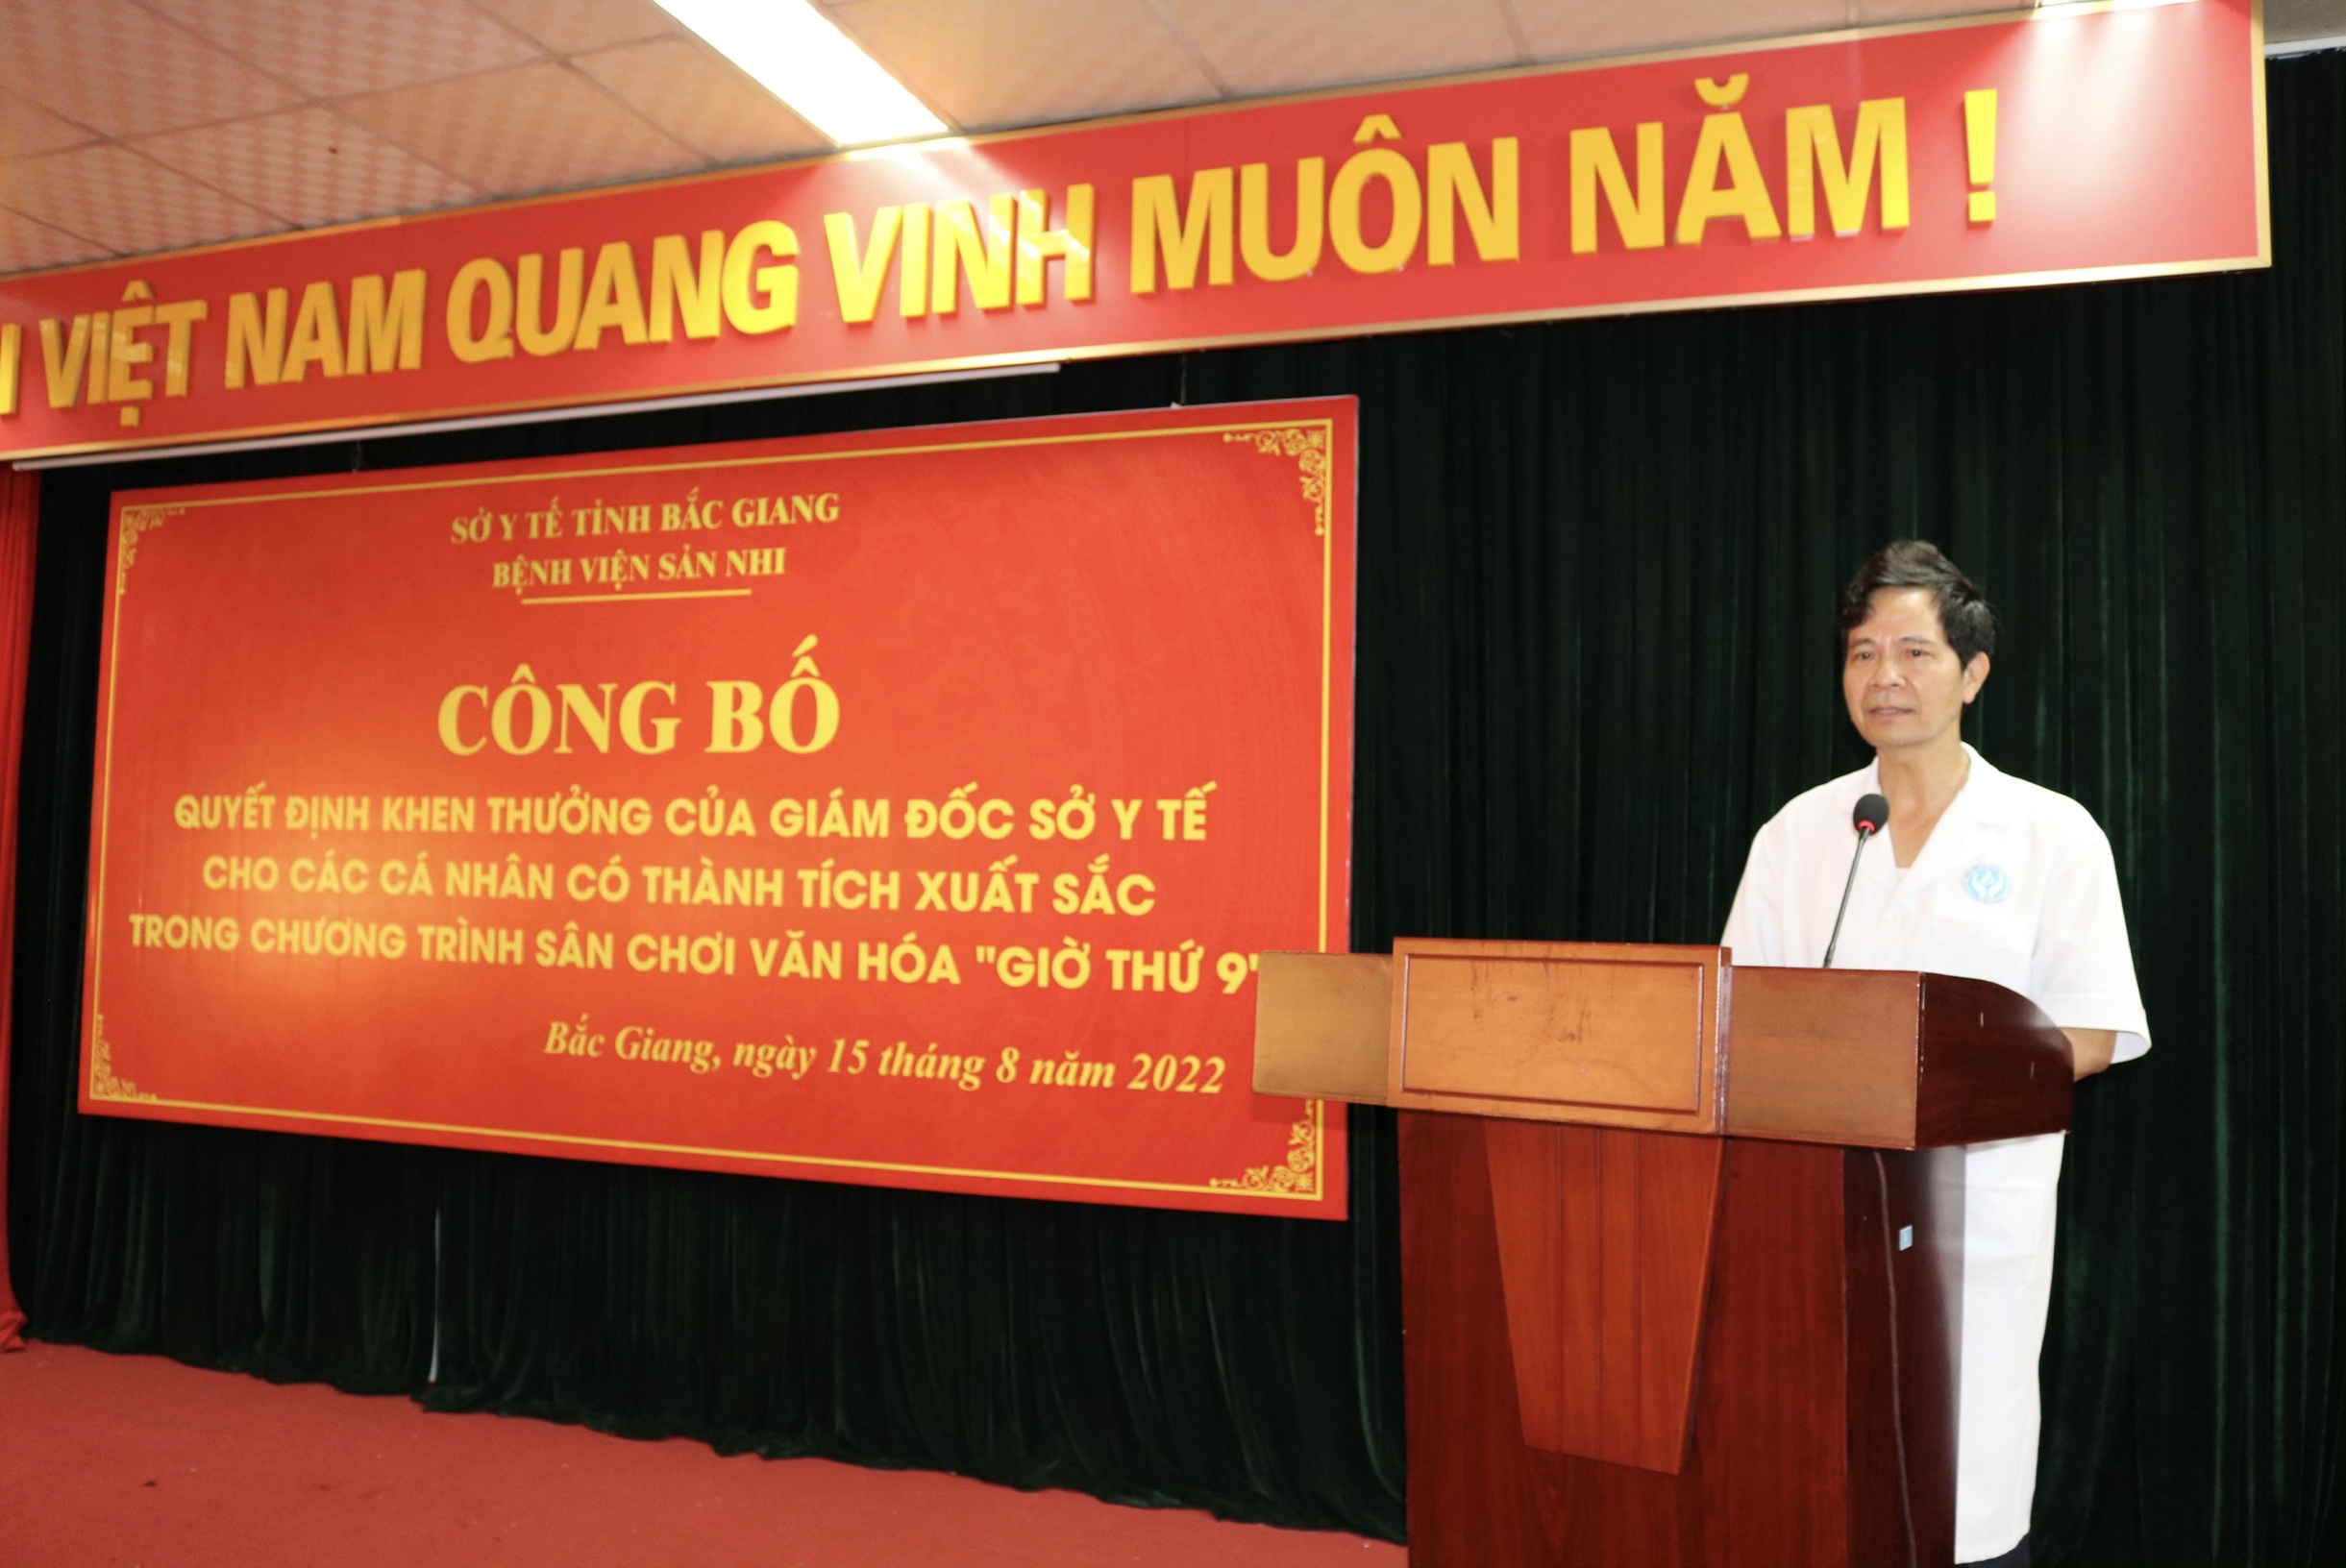 VIỆT NAM QUANG VINH MUÔN NĂM !
SỞ Y TẾ TỈNH BẮC GIANG
BỆNH VIỆN SẢN NHI
CÔNG BỐ
QUYẾT ĐỊNH KHEN THƯỞNG CỦA GIÁM ĐỐC SỞ Y TẾ
CHO CÁC CÁ NHÂN CÓ THÀNH TÍCH XUẤT SẮC
TRONG CHƯƠNG TRÌNH SÂN CHƠI VĂN HÓA "GIỜ THỨ 9"
Bắc Giang, ngày 15 tháng 8 năm 2022